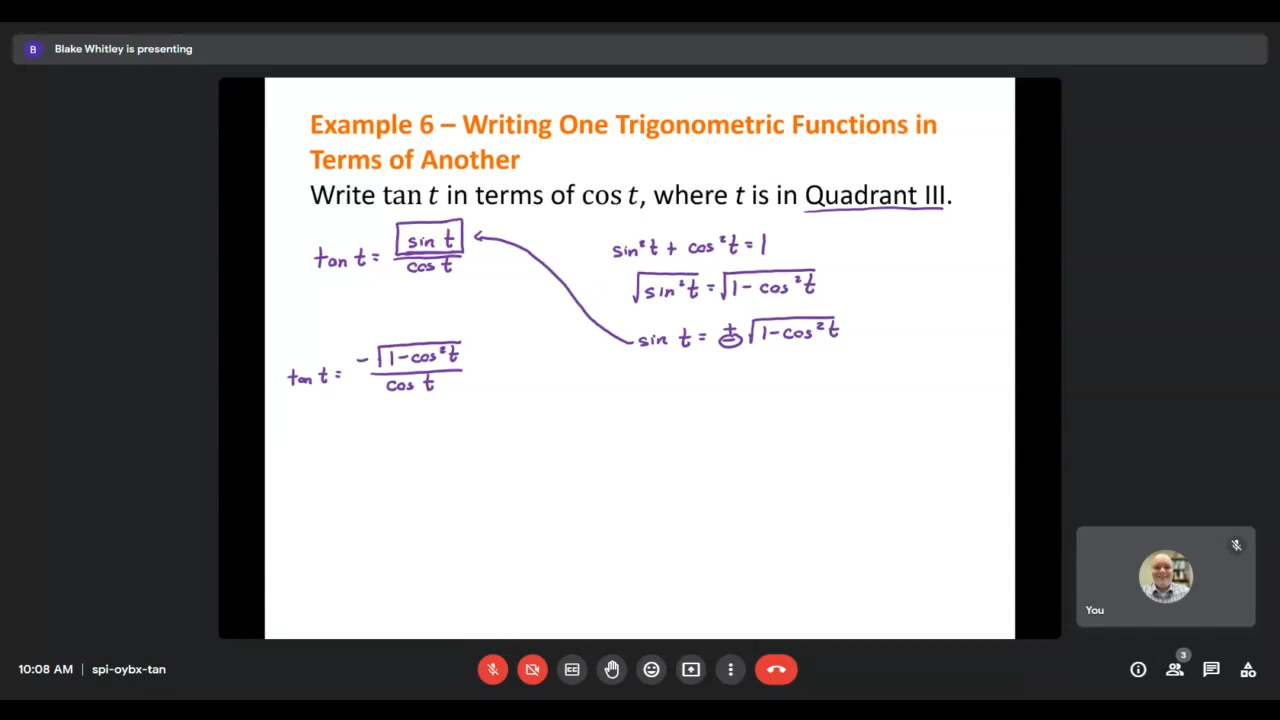 B Blake Whitley is presenting
Example 6 – Writing One Trigonometric Functions in
Terms of Another
Write tan t in terms of cos t, where t is in Quadrant III.
tan t = sin t / cos t
sin²t + cos²t = 1
√sin²t = √1 - cos²t
sin t = ± √1-cos²t
tan t = -√1-cos²t / cos t
You
10:08 AM | spi-oybx-tan
CC
3